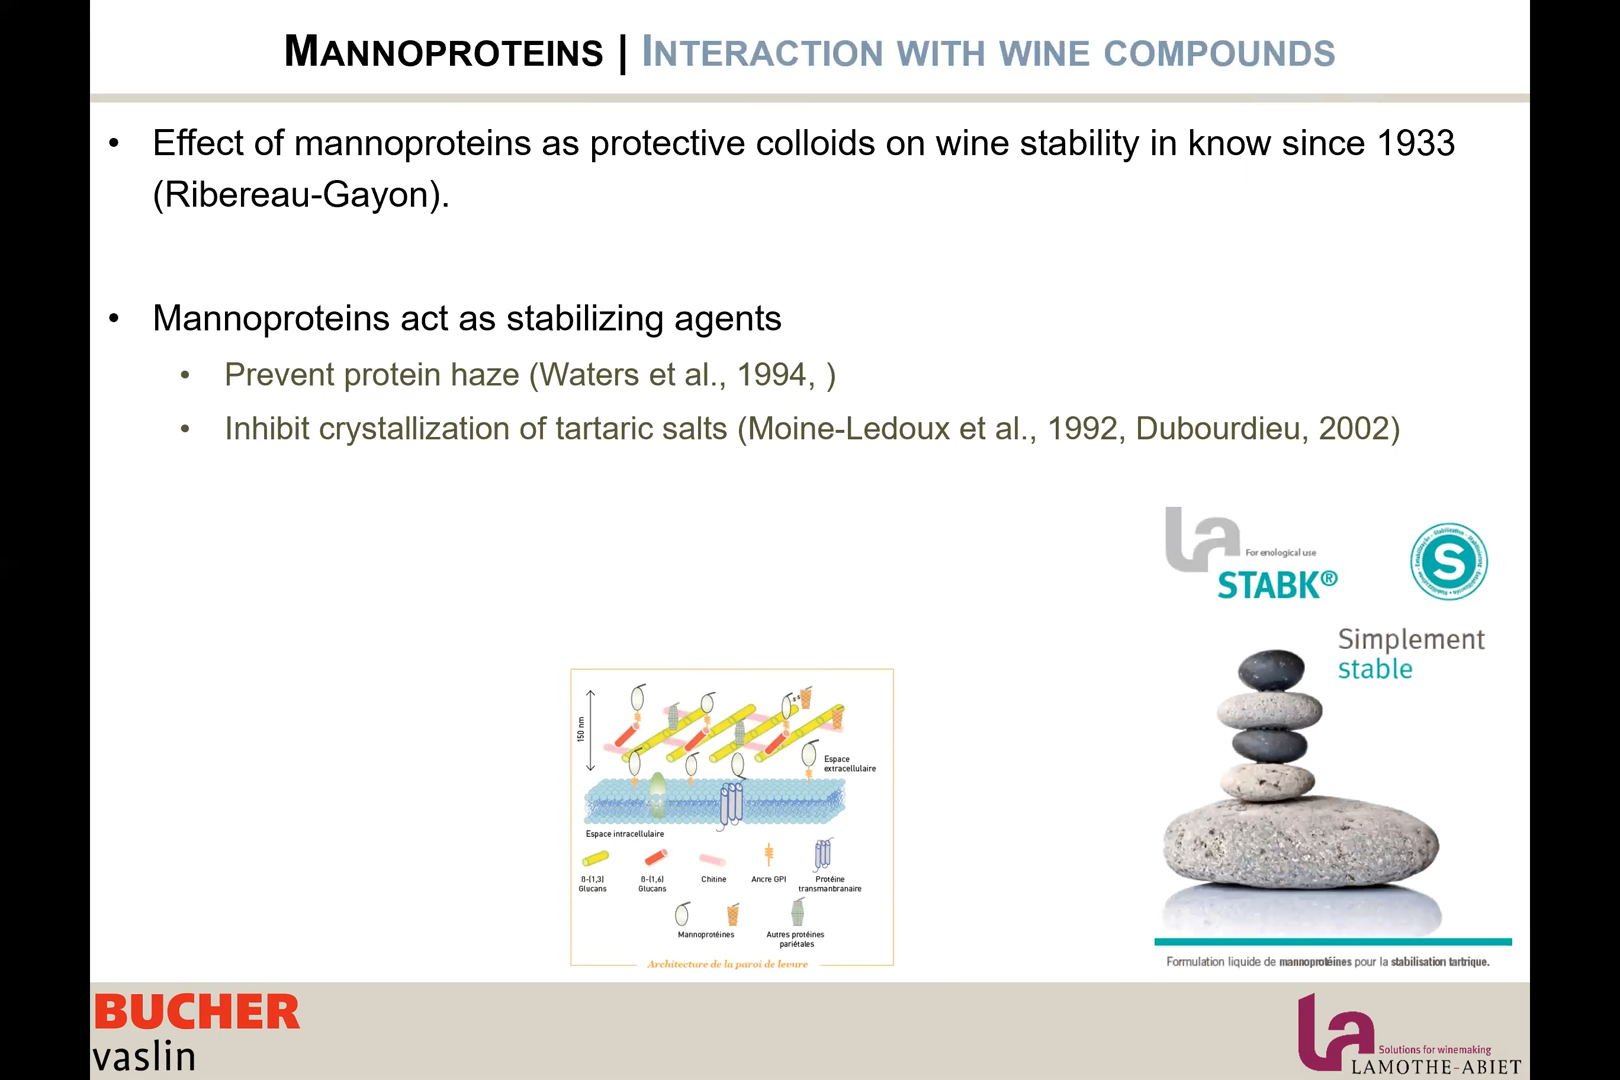 MANNOPROTEINS | INTERACTION WITH WINE COMPOUNDS
• Effect of mannoproteins as protective colloids on wine stability in know since 1933
(Ribereau-Gayon).
• Mannoproteins act as stabilizing agents
• Prevent protein haze (Waters et al., 1994, )
• Inhibit crystallization of tartaric salts (Moine-Ledoux et al., 1992, Dubourdieu, 2002)
La
For enological use
STABK®
S
Simplement
stable
150 nm
Espace
extracellulaire
Espace intracellulaire
ß-(1,3)
Glucans
ß-(1,6)
Glucans
Chitine
Ancre GPI
Protéine
transmanbranaire
Mannoprotéines
Autres protéines
pariétales
Architecture de la paroi de levure
Formulation liquide de mannoprotéines pour la stabilisation tartrique.
BUCHER
vaslin
La
Solutions for winemaking
LAMOTHE-ABIET